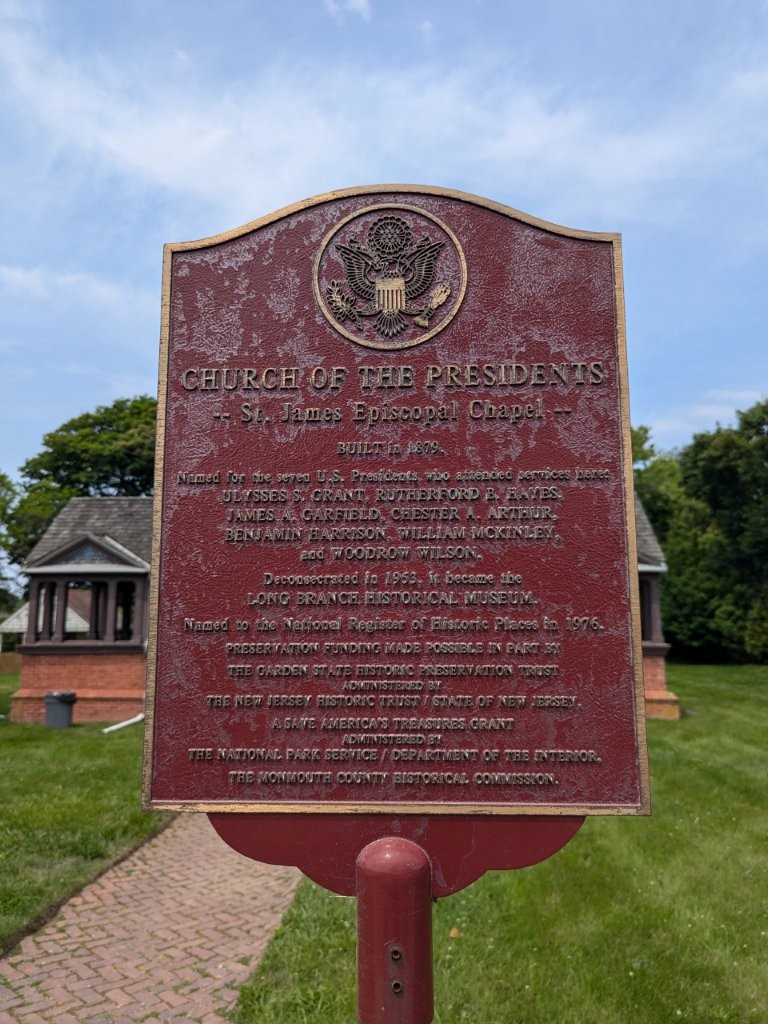 CHURCH OF THE PRESIDENTS
-- St. James Episcopal Chapel --
BUILT in 1879.
Named for the seven U.S. Presidents who attended services here:
ULYSSES S. GRANT, RUTHERFORD B. HAYES,
JAMES A. GARFIELD, CHESTER A. ARTHUR,
BENJAMIN HARRISON, WILLIAM MCKINLEY,
and WOODROW WILSON.
Deconsecrated in 1953, it became the
LONG BRANCH HISTORICAL MUSEUM.
Named to the National Register of Historic Places in 1976.
PRESERVATION FUNDING MADE POSSIBLE IN PART BY
THE GARDEN STATE HISTORIC PRESERVATION TRUST
ADMINISTERED BY
THE NEW JERSEY HISTORIC TRUST / STATE OF NEW JERSEY.
A SAVE AMERICA'S TREASURES GRANT
ADMINISTERED BY
THE NATIONAL PARK SERVICE / DEPARTMENT OF THE INTERIOR.
THE MONMOUTH COUNTY HISTORICAL COMMISSION.